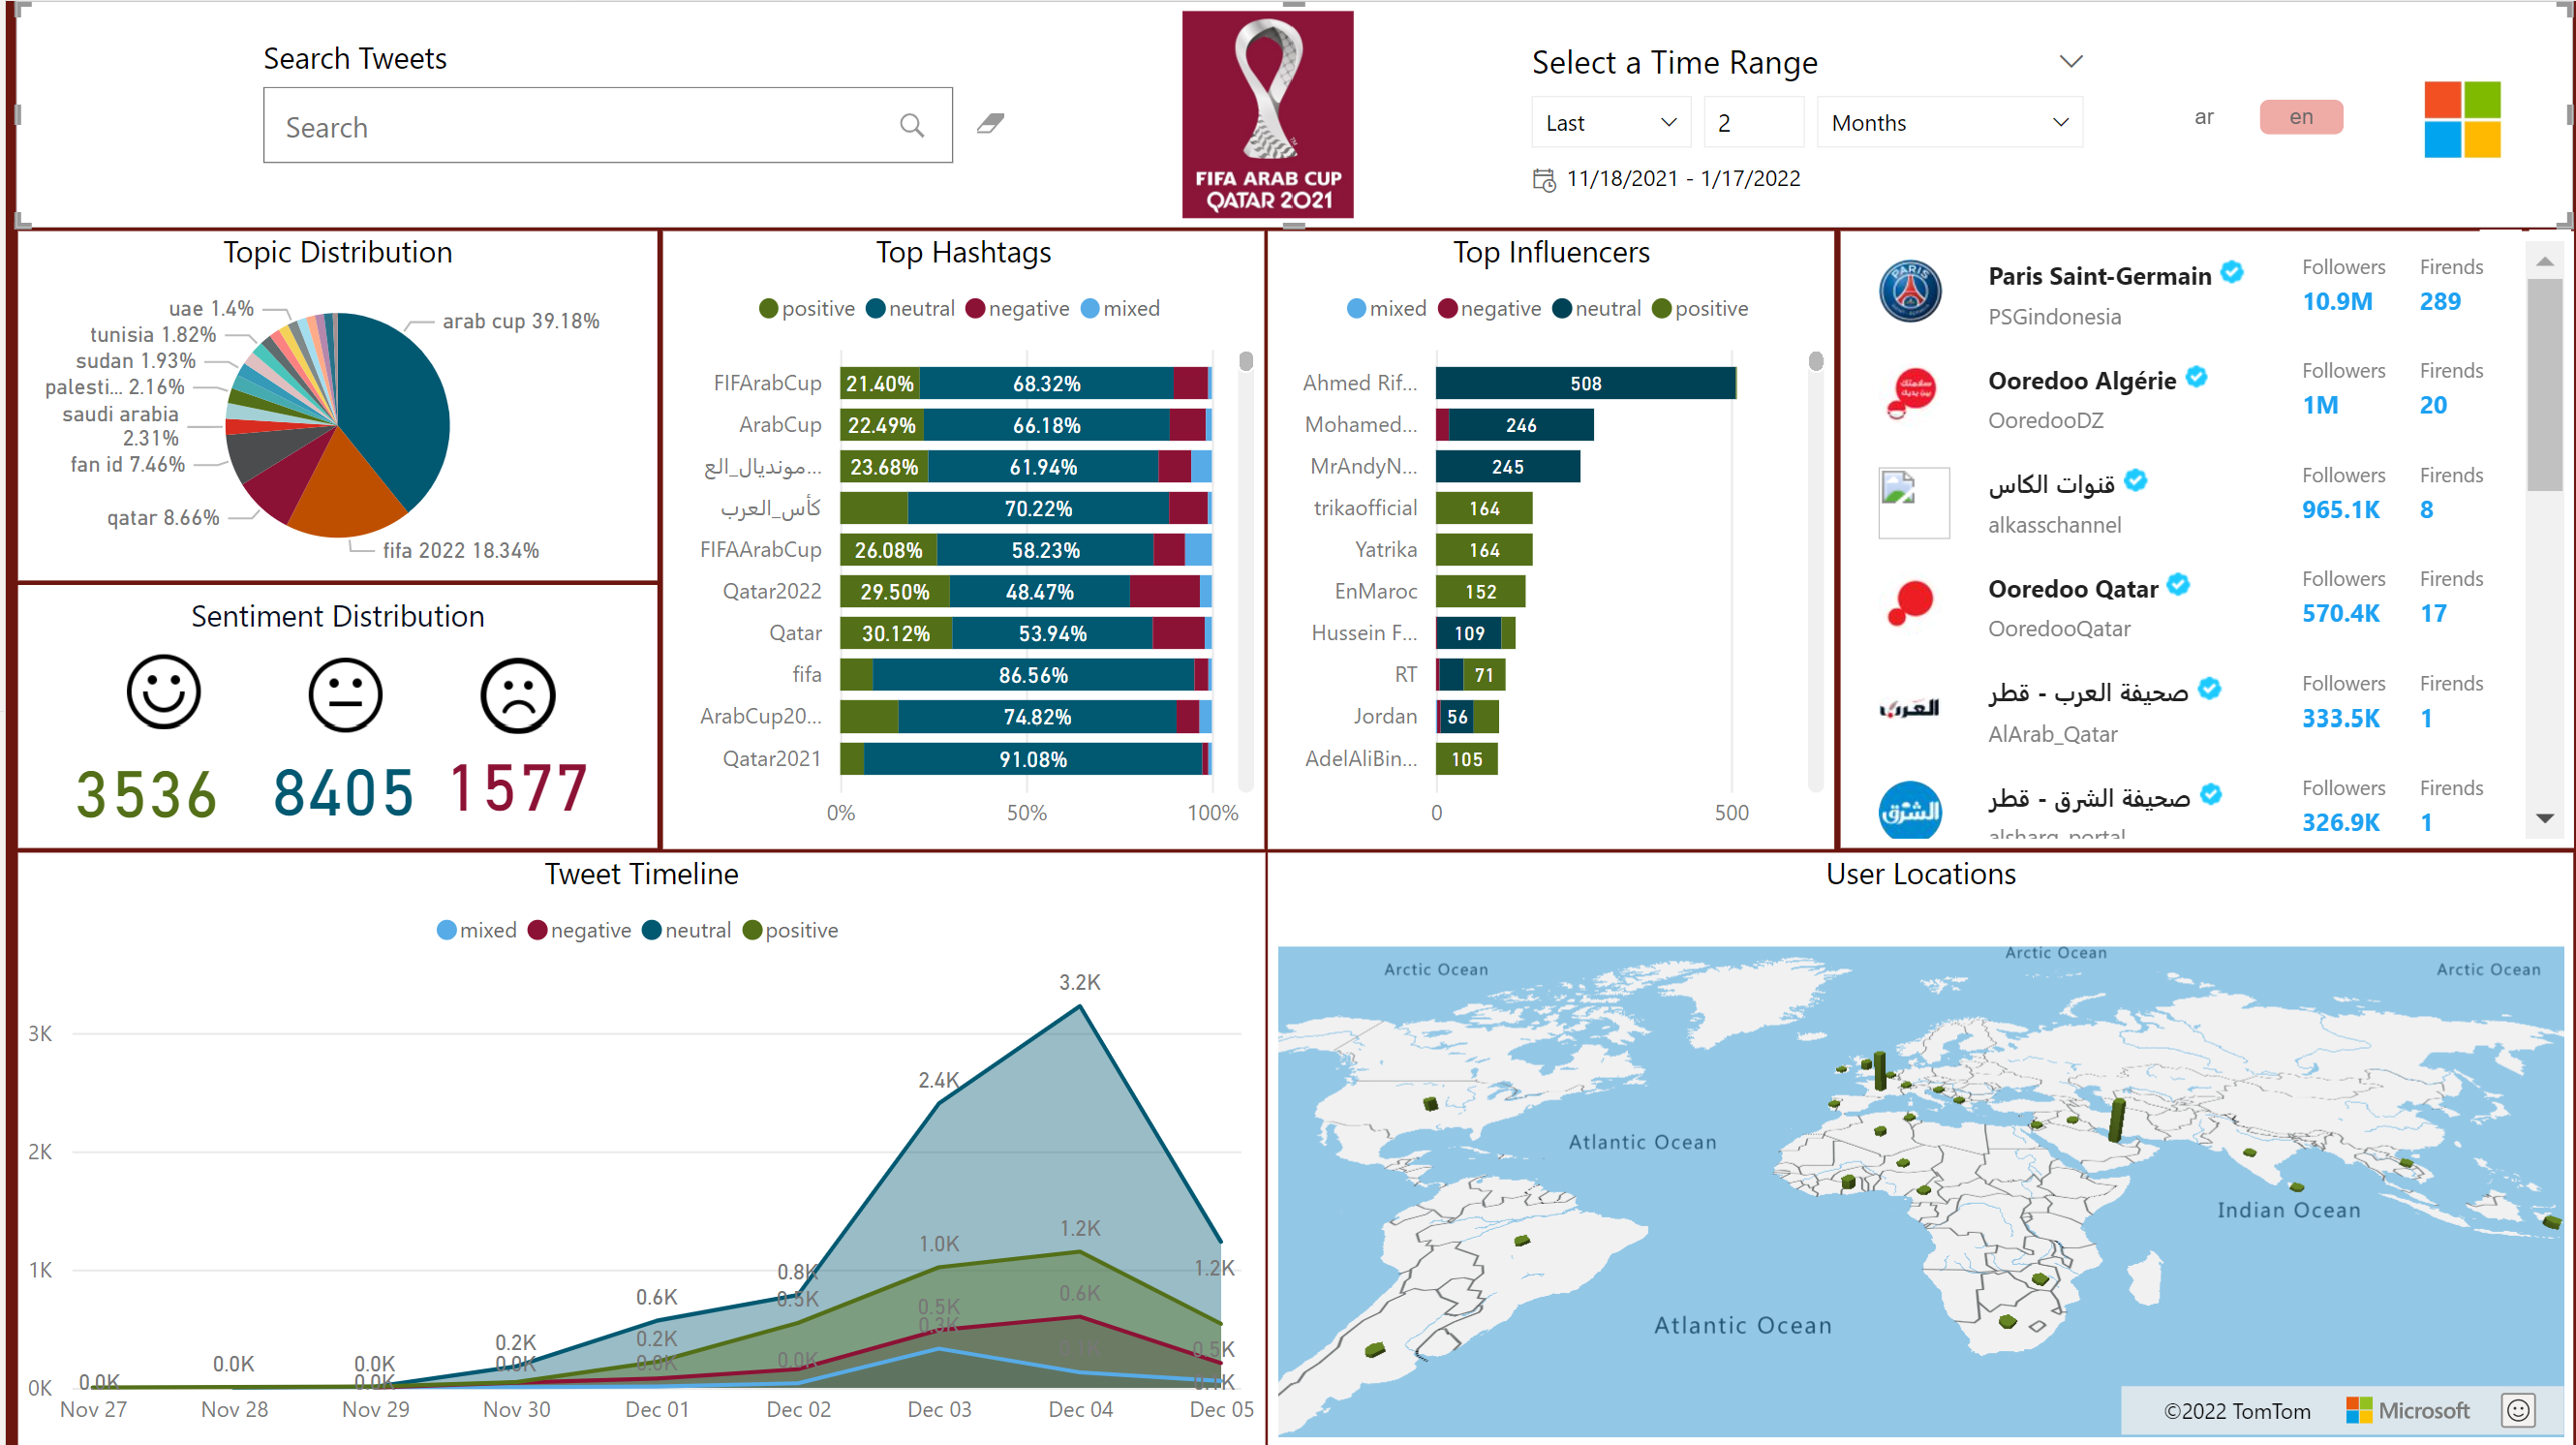 Search Tweets
Search
FIFA ARAB CUP
QATAR 2021
Select a Time Range
Last
2
Months
11/18/2021 - 1/17/2022
ar
en
Topic Distribution
uae 1.4%
tunisia 1.82%
sudan 1.93%
palesti... 2.16%
saudi arabia
2.31%
fan id 7.46%
qatar 8.66%
arab cup 39.18%
fifa 2022 18.34%
Sentiment Distribution
3536
8405
1577
Top Hashtags
positive neutral negative mixed
FIFArabCup 21.40% 68.32%
ArabCup 22.49% 66.18%
مونديال_الع... 23.68% 61.94%
كأس_العرب 70.22%
FIFAArabCup 26.08% 58.23%
Qatar2022 29.50% 48.47%
Qatar 30.12% 53.94%
fifa 86.56%
ArabCup20... 74.82%
Qatar2021 91.08%
0% 50% 100%
Top Influencers
mixed negative neutral positive
Ahmed Rif... 508
Mohamed... 246
MrAndyN... 245
trikaofficial 164
Yatrika 164
EnMaroc 152
Hussein F... 109
RT 71
Jordan 56
AdelAliBin... 105
0 500
PARIS
Paris Saint-Germain
PSGindonesia
Followers Firends
10.9M 289
Ooredoo Algérie
OoredooDZ
Followers Firends
1M 20
قنوات الكاس
alkasschannel
Followers Firends
965.1K 8
Ooredoo Qatar
OoredooQatar
Followers Firends
570.4K 17
العرب
صحيفة العرب - قطر
AlArab_Qatar
Followers Firends
333.5K 1
الشرق
صحيفة الشرق - قطر
alsharq_portal
Followers Firends
326.9K 1
Tweet Timeline
mixed negative neutral positive
3K
2K
1K
0K
0.0K
0.0K
0.0K
0.0K
0.2K
0.0K
0.6K
0.2K
0.0K
0.8K
0.5K
0.0K
2.4K
1.0K
0.5K
0.3K
3.2K
1.2K
0.6K
0.1K
1.2K
0.5K
0.1K
Nov 27 Nov 28 Nov 29 Nov 30 Dec 01 Dec 02 Dec 03 Dec 04 Dec 05
User Locations
Arctic Ocean
Arctic Ocean
Arctic Ocean
Atlantic Ocean
Indian Ocean
Atlantic Ocean
©2022 TomTom
Microsoft